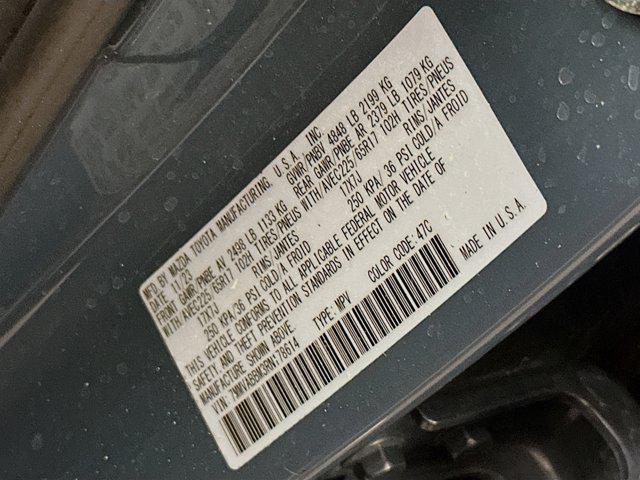 MFD BY MAZDA TOYOTA MANUFACTURING, U.S.A., INC.
DATE 11/23 GWR/PNBV 4848 LB 2199 KG
FRONT GAWR/PNBE AV 2498 LB 1133 KG REAR GAWR/PNBE AR 2379 LB 1079 KG
WITH/AVEC225/65R17 102H TIRES/PNEUS WITH/AVEC225/65R17 102H TIRES/PNEUS
17X7J RIMS/JANTES 17X7J RIMS/JANTES
250 KPA/36 PSI COLD/A FROID 250 KPA/ 36 PSI COLD/A FROID
THIS VEHICLE CONFORMS TO ALL APPLICABLE FEDERAL MOTOR VEHICLE
SAFETY, AND THEFT PREVENTION STANDARDS IN EFFECT ON THE DATE OF
MANUFACTURE SHOWN ABOVE.
VIN: TYPE: MPV COLOR CODE: 47C
MADE IN U.S.A.